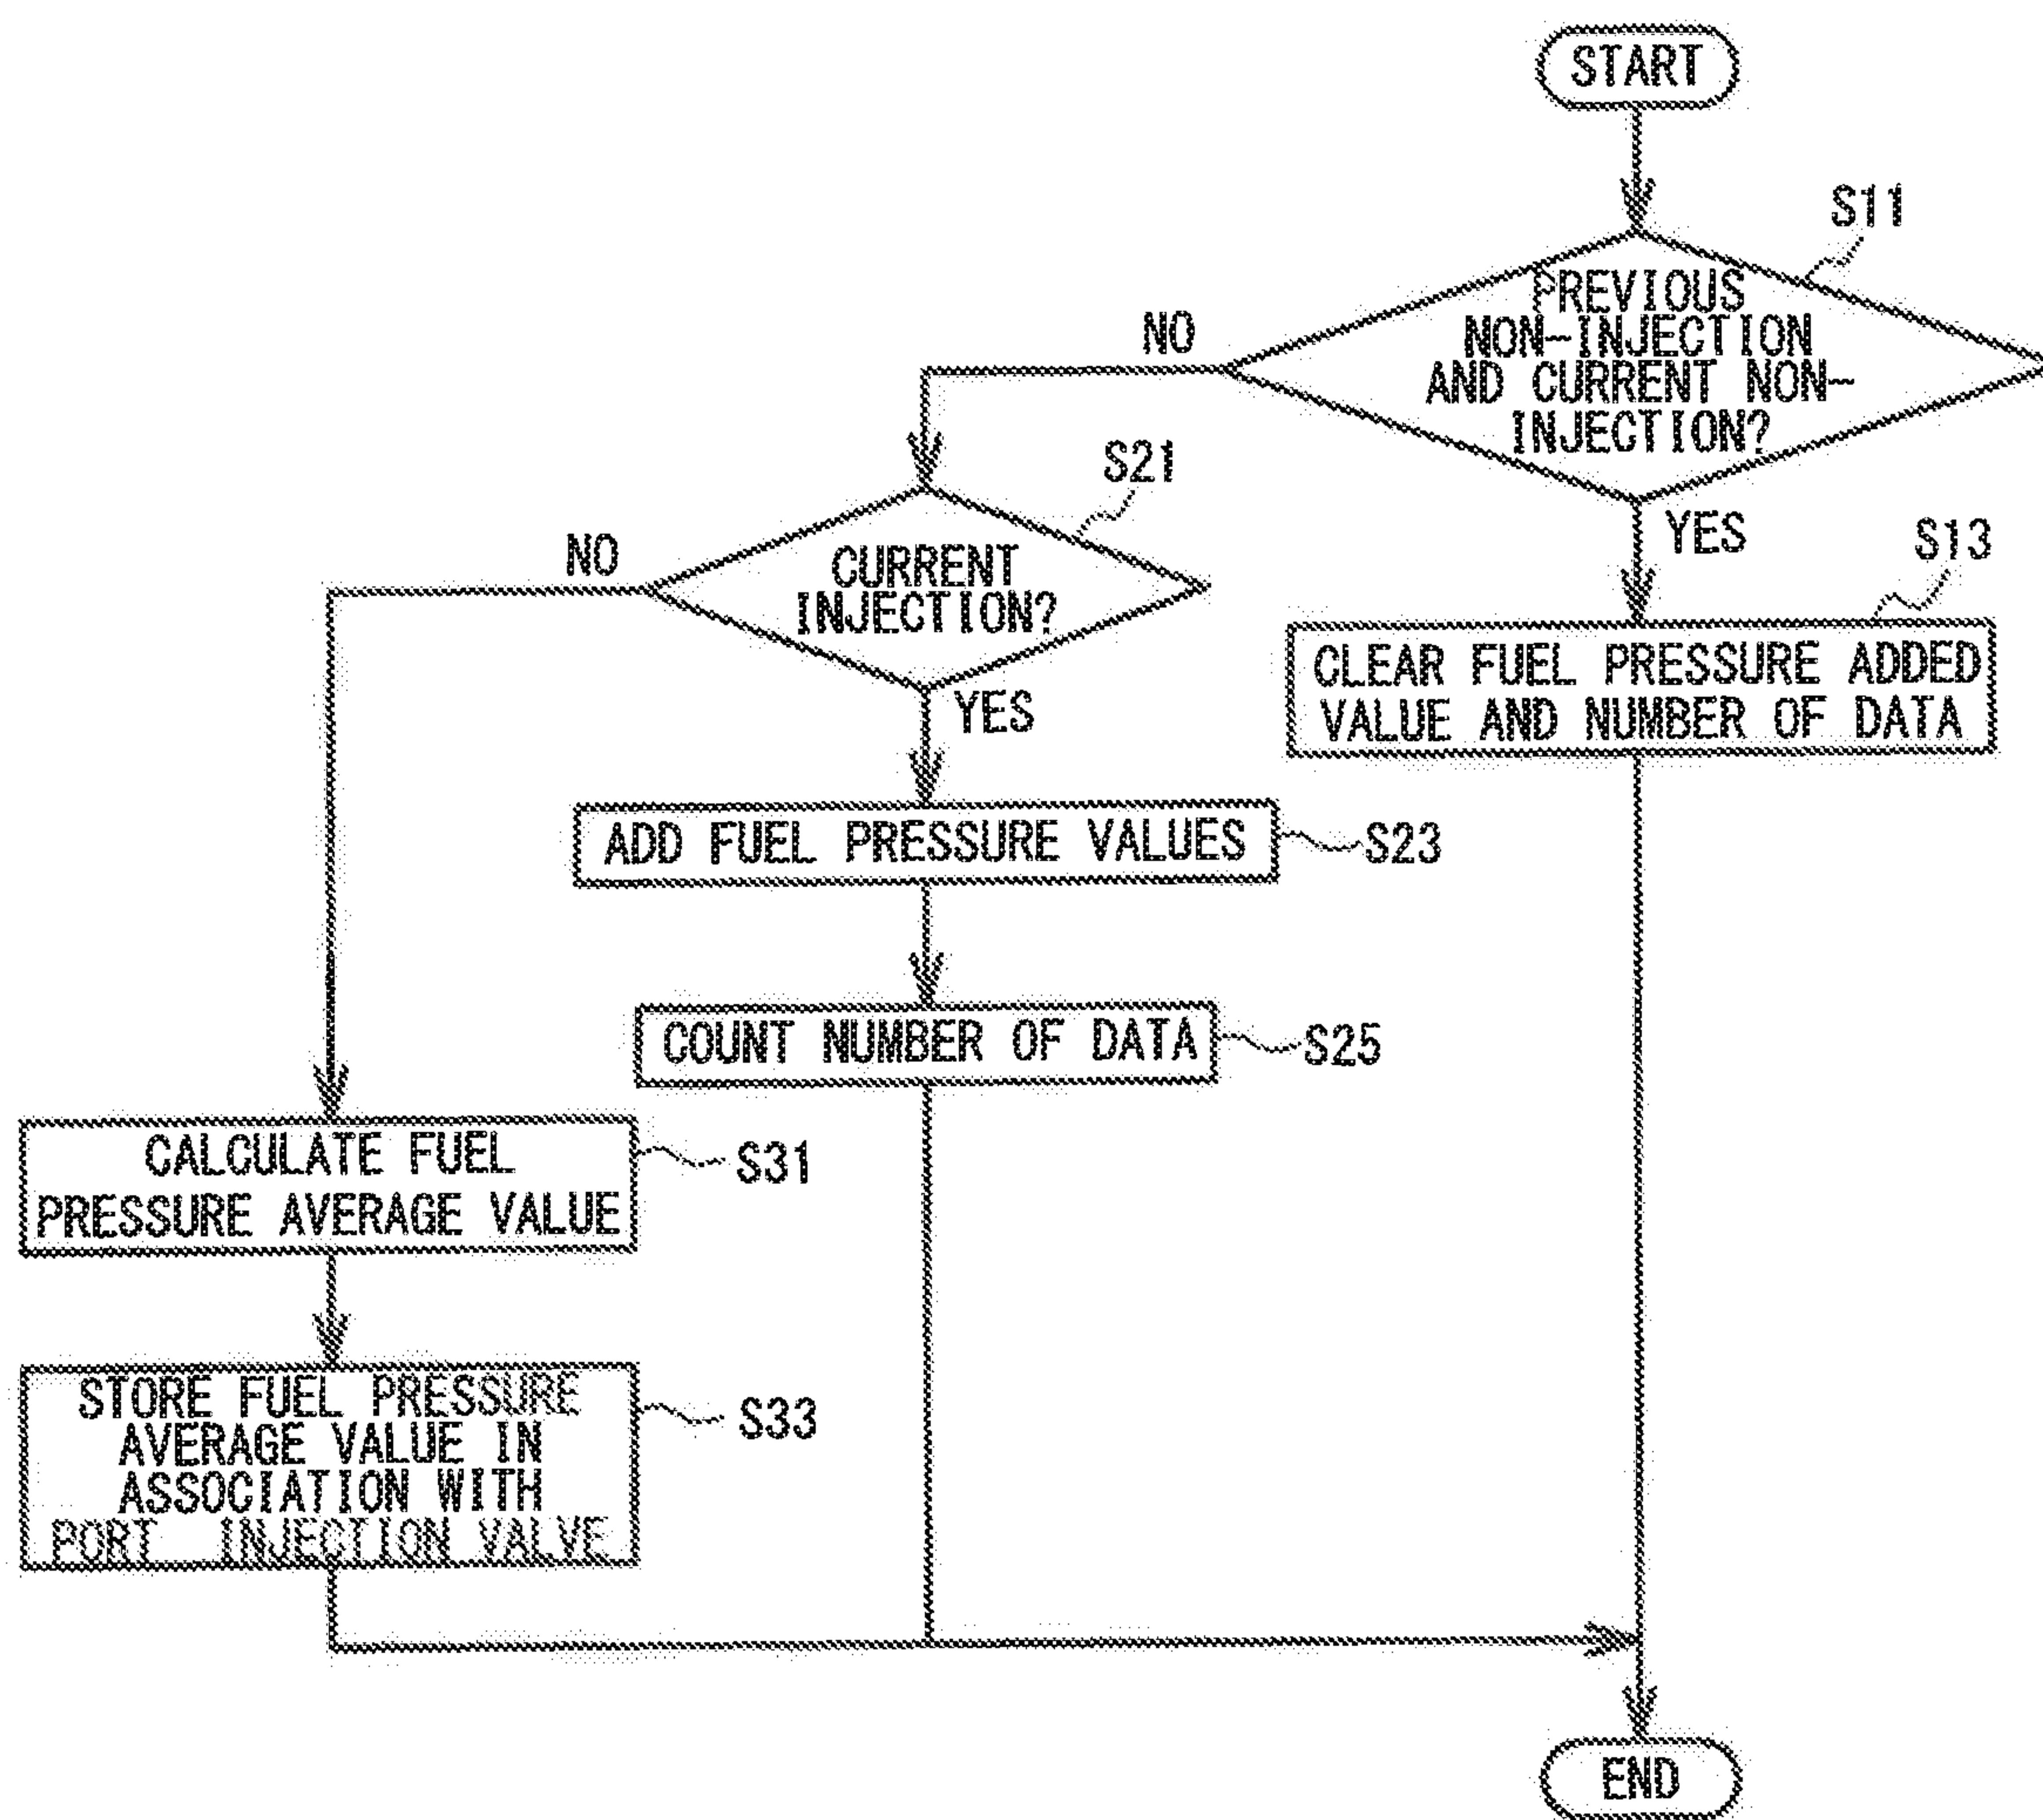 START
S11
PREVIOUS
NON-INJECTION
AND CURRENT NON-
INJECTION?
NO
YES
S21
CURRENT
INJECTION?
NO
YES
S13
CLEAR FUEL PRESSURE ADDED
VALUE AND NUMBER OF DATA
ADD FUEL PRESSURE VALUES
S23
COUNT NUMBER OF DATA
S25
CALCULATE FUEL
PRESSURE AVERAGE VALUE
S31
STORE FUEL PRESSURE
AVERAGE VALUE IN
ASSOCIATION WITH
PORT INJECTION VALVE
S33
END